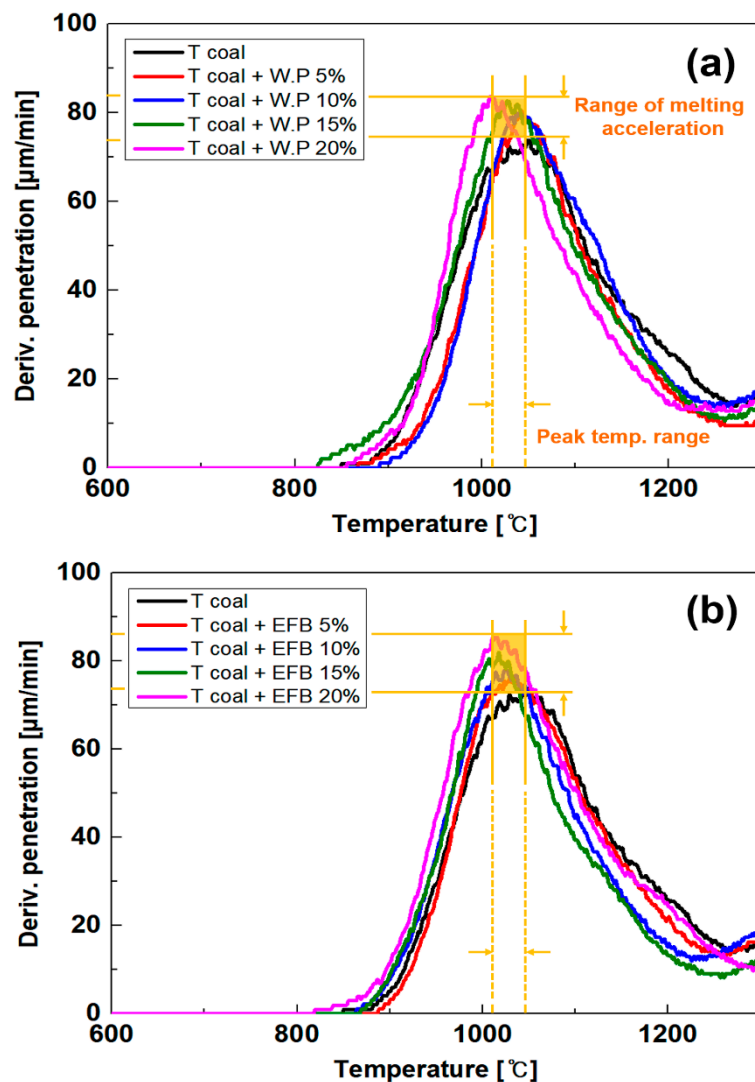 (a)
T coal
T coal + W.P 5%
T coal + W.P 10%
T coal + W.P 15%
T coal + W.P 20%
Range of melting
acceleration
Peak temp. range
Deriv. penetration [µm/min]
100
80
60
40
20
0
600
800
1000
1200
Temperature [℃]
(b)
T coal
T coal + EFB 5%
T coal + EFB 10%
T coal + EFB 15%
T coal + EFB 20%
Deriv. penetration [µm/min]
100
80
60
40
20
0
600
800
1000
1200
Temperature [℃]